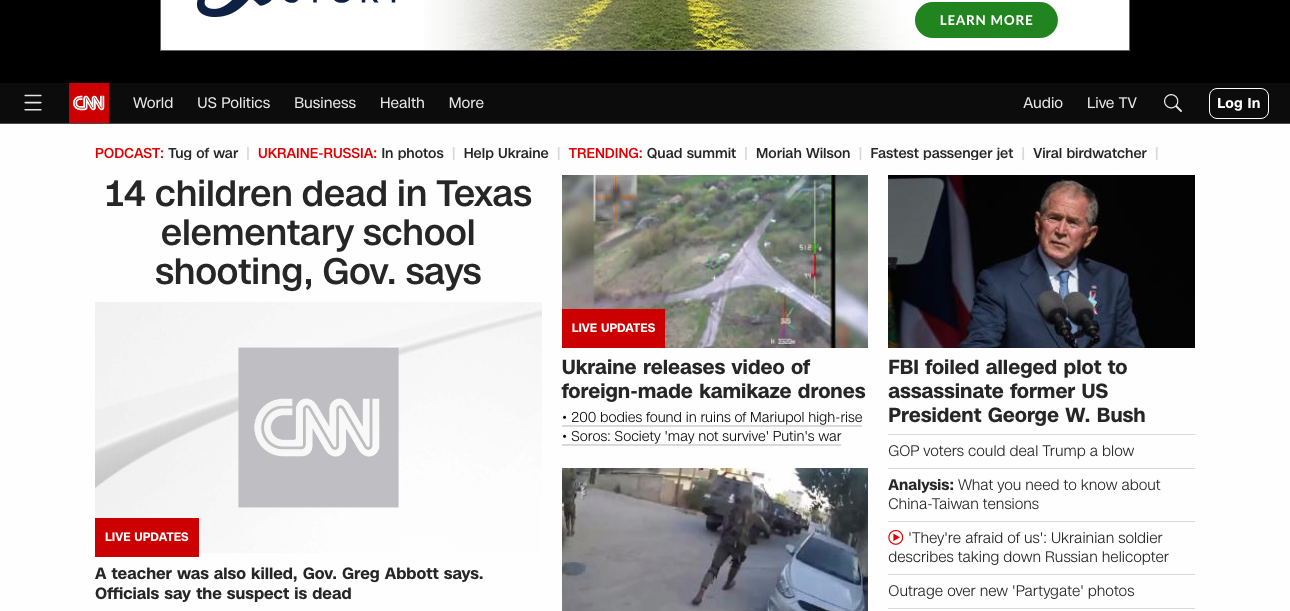 LEARN MORE
CNN
World
US Politics
Business
Health
More
Audio
Live TV
Log In
PODCAST: Tug of war
UKRAINE-RUSSIA: In photos
Help Ukraine
TRENDING: Quad summit
Moriah Wilson
Fastest passenger jet
Viral birdwatcher
14 children dead in Texas
elementary school
shooting, Gov. says
CNN
LIVE UPDATES
A teacher was also killed, Gov. Greg Abbott says.
Officials say the suspect is dead
LIVE UPDATES
Ukraine releases video of
foreign-made kamikaze drones
• 200 bodies found in ruins of Mariupol high-rise
• Soros: Society 'may not survive' Putin's war
FBI foiled alleged plot to
assassinate former US
President George W. Bush
GOP voters could deal Trump a blow
Analysis: What you need to know about
China-Taiwan tensions
'They're afraid of us': Ukrainian soldier
describes taking down Russian helicopter
Outrage over new 'Partygate' photos